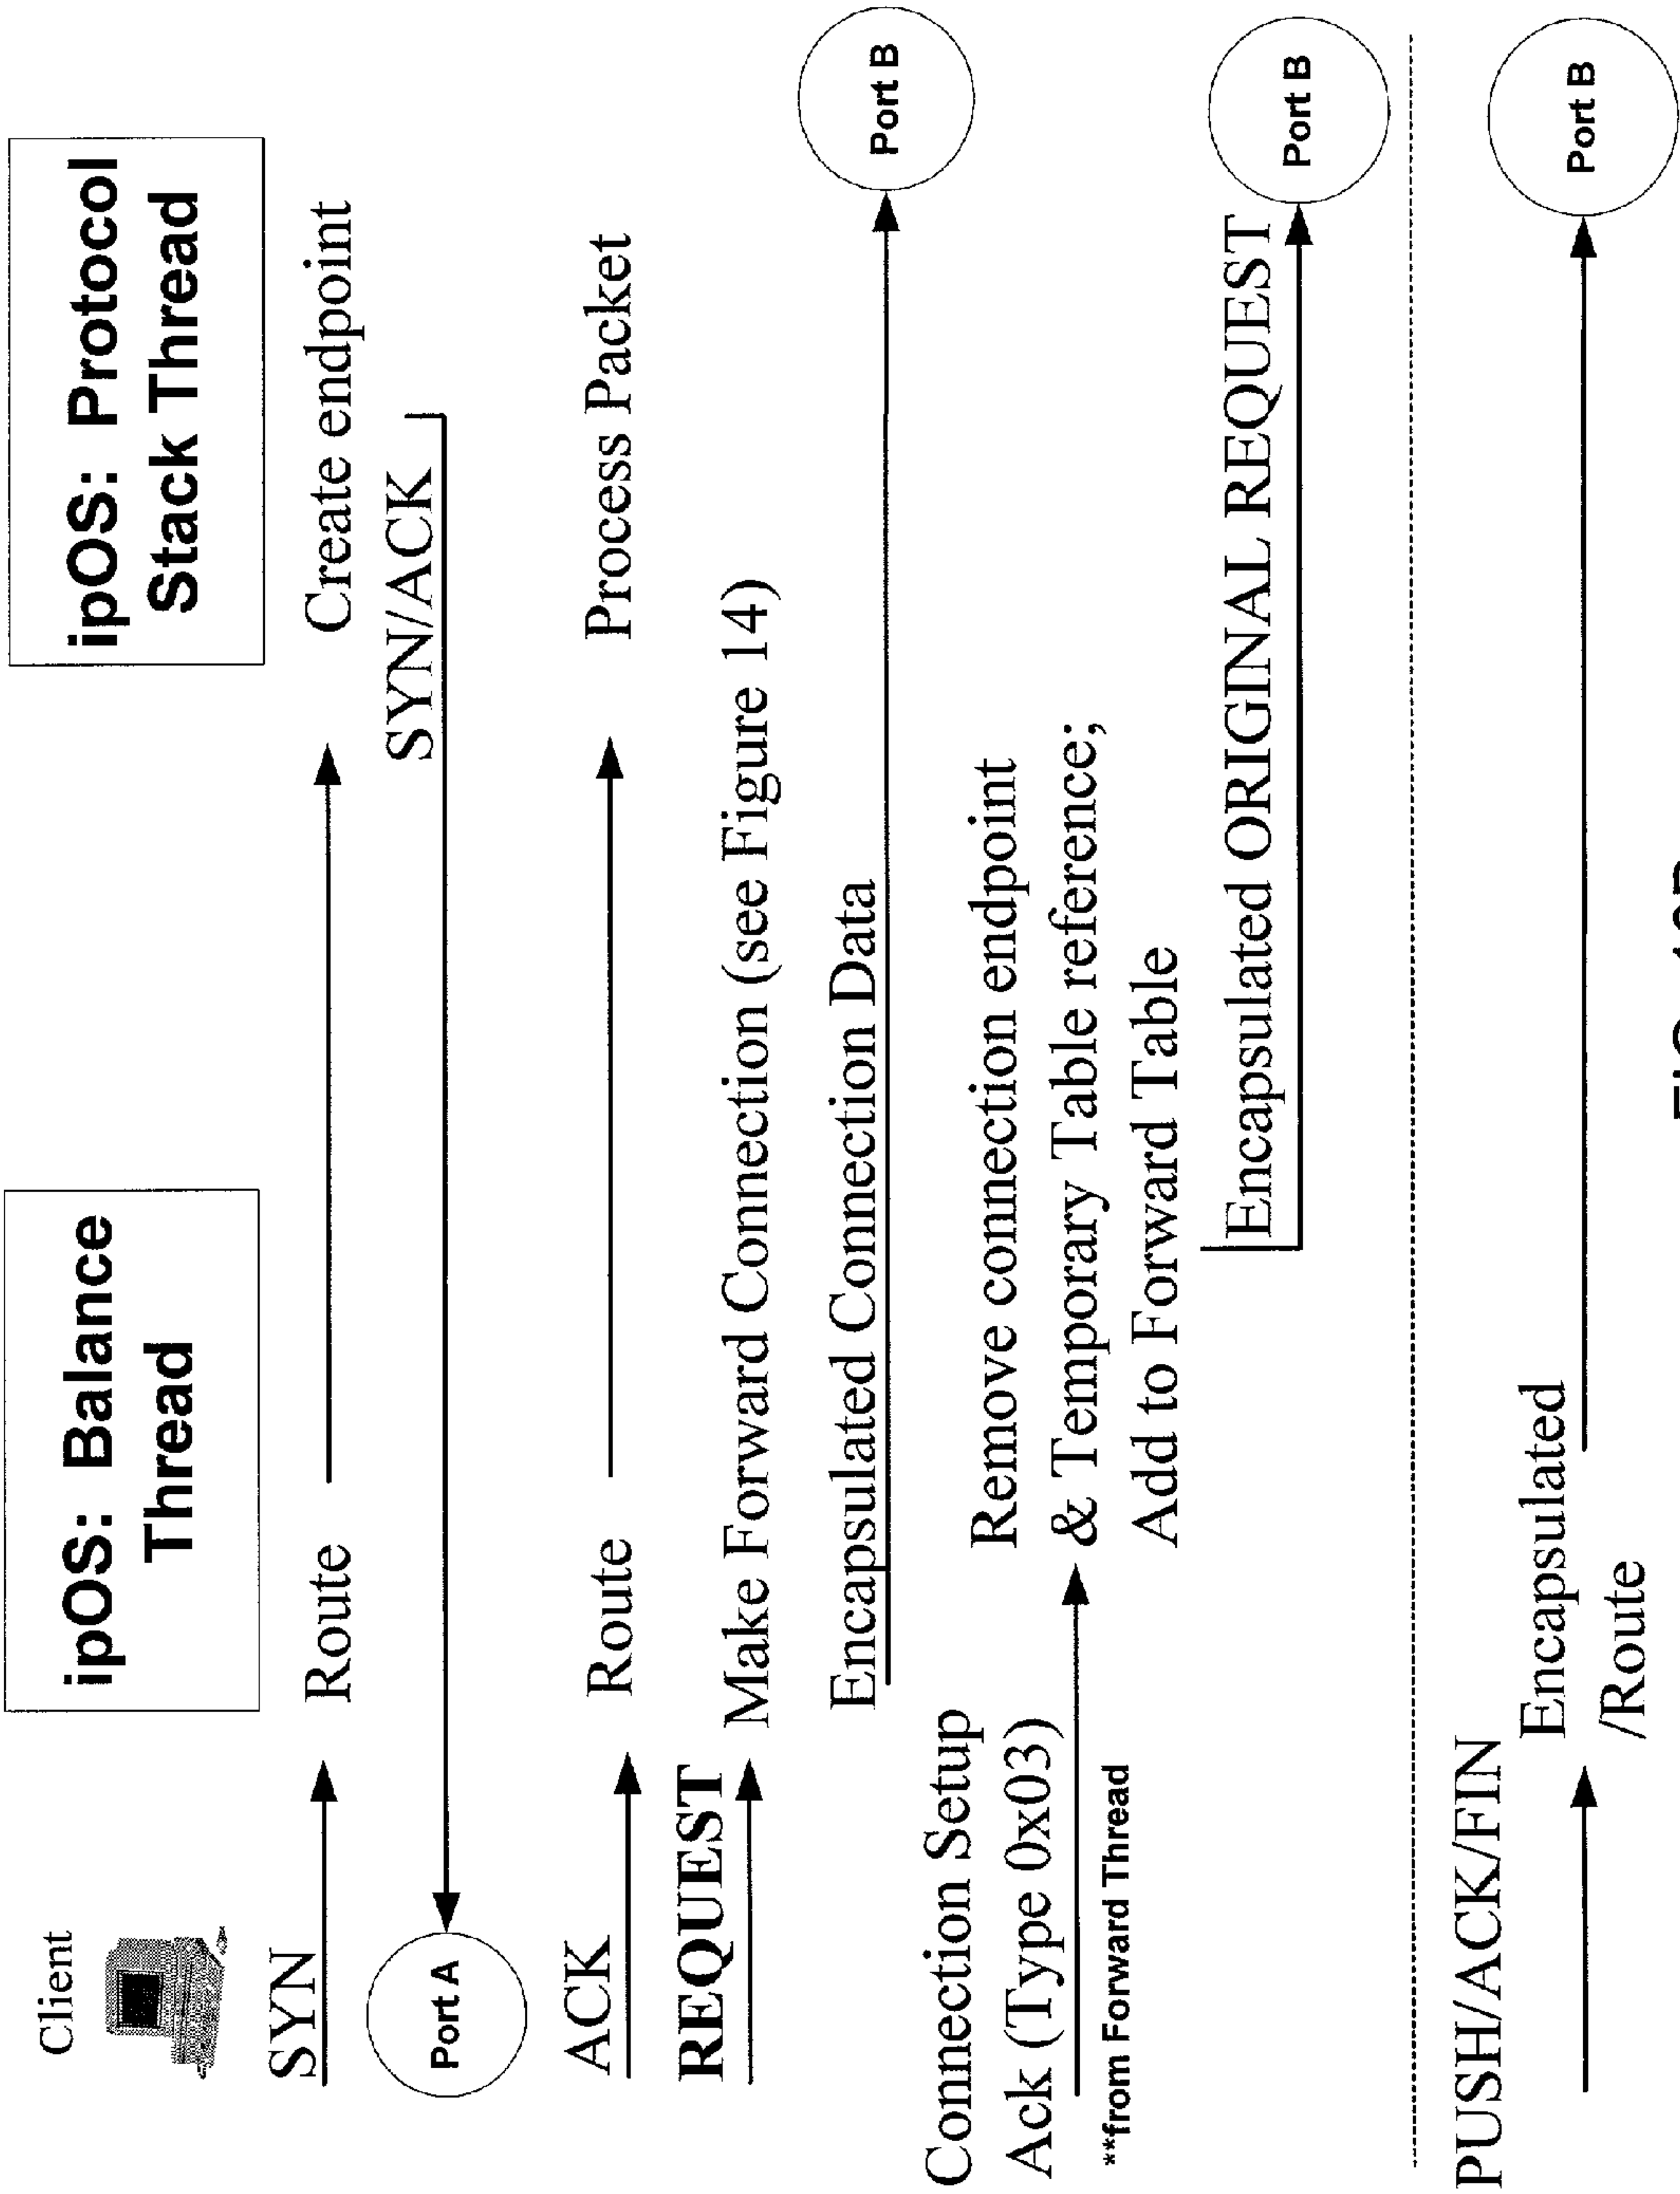 Client
ipOS: Balance
Thread
ipOS: Protocol
Stack Thread
SYN
Route
Create endpoint
SYN/ACK
Port A
ACK
Route
Process Packet
REQUEST
Make Forward Connection (see Figure 14)
Encapsulated Connection Data
Port B
Connection Setup
Ack (Type 0x03)
**from Forward Thread
Remove connection endpoint
& Temporary Table reference;
Add to Forward Table
Encapsulated ORIGINAL REQUEST
Port B
PUSH/ACK/FIN
Encapsulated
/Route
Port B